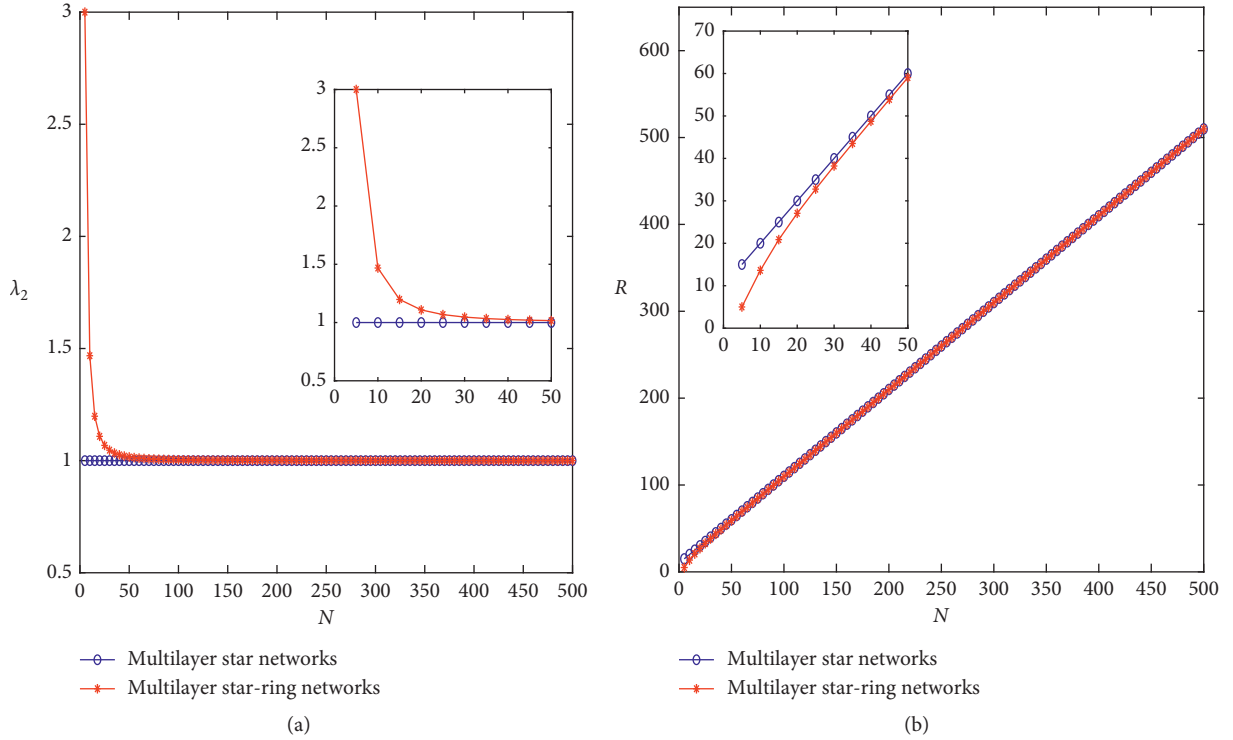 3
2.5
2
1.5
1
0.5
λ2
0 50 100 150 200 250 300 350 400 450 500
N
3
2.5
2
1.5
1
0.5
0 10 20 30 40 50
Multilayer star networks
Multilayer star-ring networks
(a)
600
500
400
300
200
100
0
R
0 50 100 150 200 250 300 350 400 450 500
N
70
60
50
40
30
20
10
0
0 10 20 30 40 50
Multilayer star networks
Multilayer star-ring networks
(b)